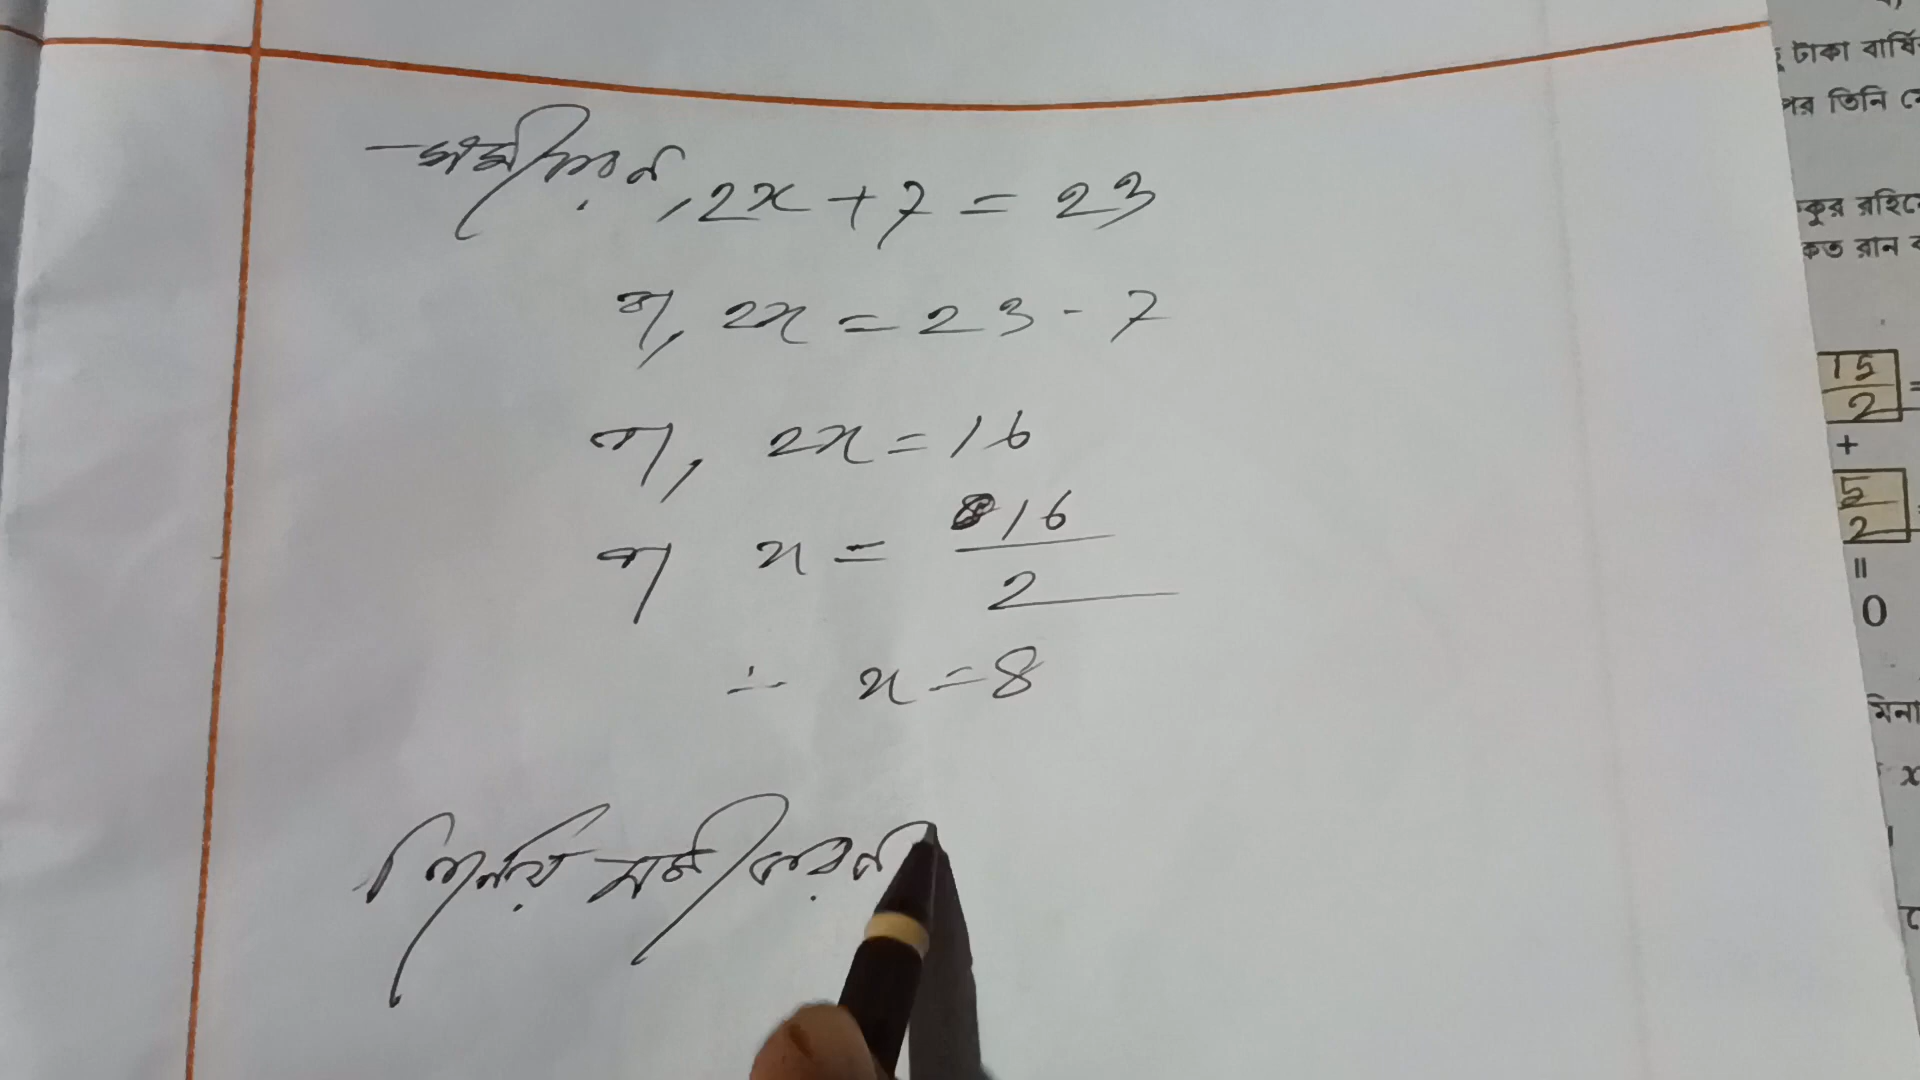 সমীকরণ, 2x + 7 = 23
বা, 2x = 23 - 7
বা, 2x = 16
বা x = 16
2
∴ x = 8
নির্ণেয় সমীকরণ
টাকা বার্ষি
পর তিনি
কুর রহিমে
কত রান
15
2
=
+
5
2
=
0
মিনা
x